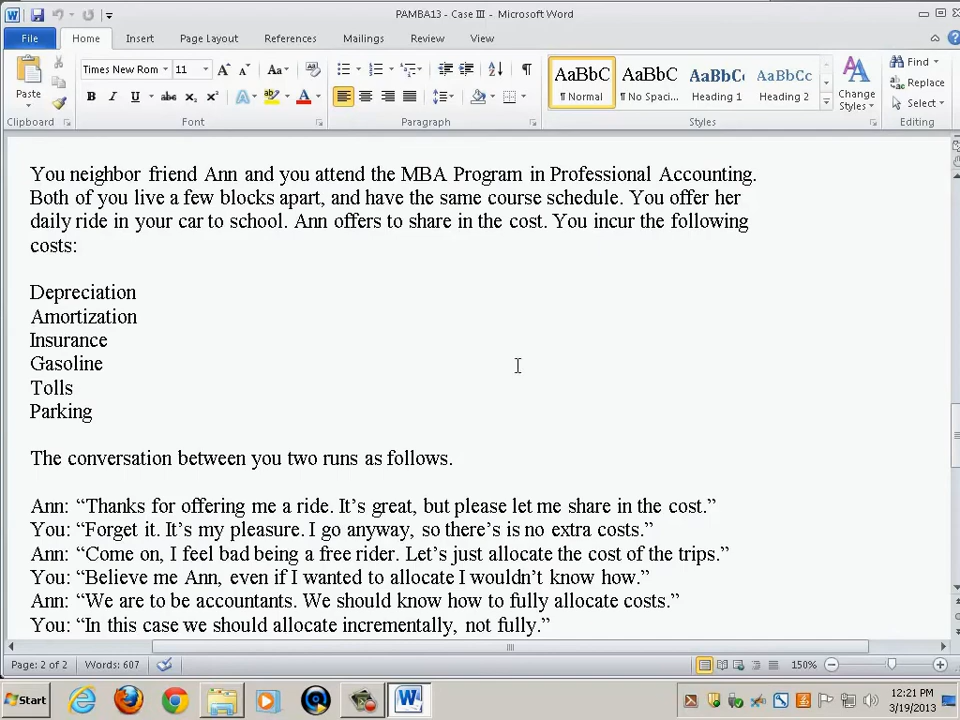 PAMBA13 - Case III - Microsoft Word
File Home Insert Page Layout References Mailings Review View
Paste
Times New Rom 11
Aa
B I U abc x₂ x² A ab A
AaBbC AaBbC AaBbCc AaBbCc
¶ Normal ¶ No Spaci... Heading 1 Heading 2
Change Styles
Find
Replace
Select
Clipboard Font Paragraph Styles Editing
You neighbor friend Ann and you attend the MBA Program in Professional Accounting.
Both of you live a few blocks apart, and have the same course schedule. You offer her
daily ride in your car to school. Ann offers to share in the cost. You incur the following
costs:
Depreciation
Amortization
Insurance
Gasoline
Tolls
Parking
The conversation between you two runs as follows.
Ann: “Thanks for offering me a ride. It’s great, but please let me share in the cost.”
You: “Forget it. It’s my pleasure. I go anyway, so there’s is no extra costs.”
Ann: “Come on, I feel bad being a free rider. Let’s just allocate the cost of the trips.”
You: “Believe me Ann, even if I wanted to allocate I wouldn’t know how.”
Ann: “We are to be accountants. We should know how to fully allocate costs.”
You: “In this case we should allocate incrementally, not fully.”
Page: 2 of 2 Words: 607 150%
Start
12:21 PM
3/19/2013